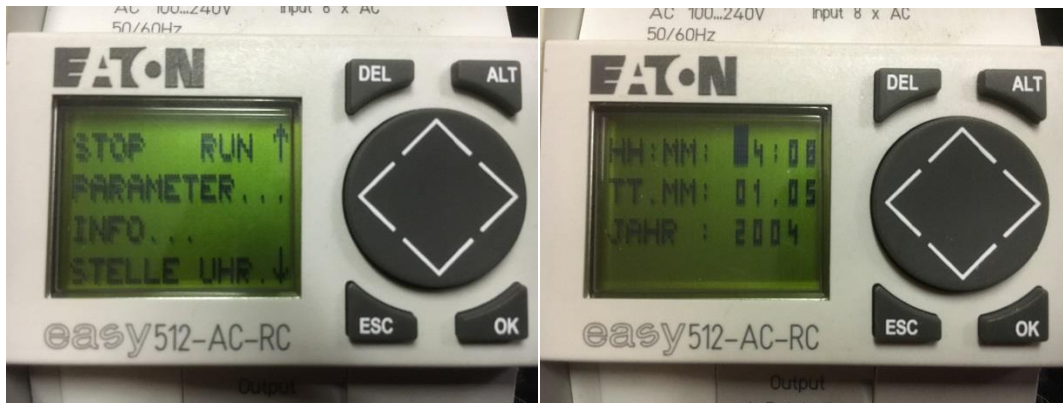 AC 100...240V Input 8 x AC
50/60Hz
EATON
DEL ALT
STOP RUN ↑
PARAMETER...
INFO...
STELLE UHR.↓
ESC OK
easy512-AC-RC
Output
AC 100...240V Input 8 x AC
50/60Hz
EATON
DEL ALT
HH:MM: 4:08
TT.MM: 01.05
JAHR : 2004
ESC OK
easy512-AC-RC
Output